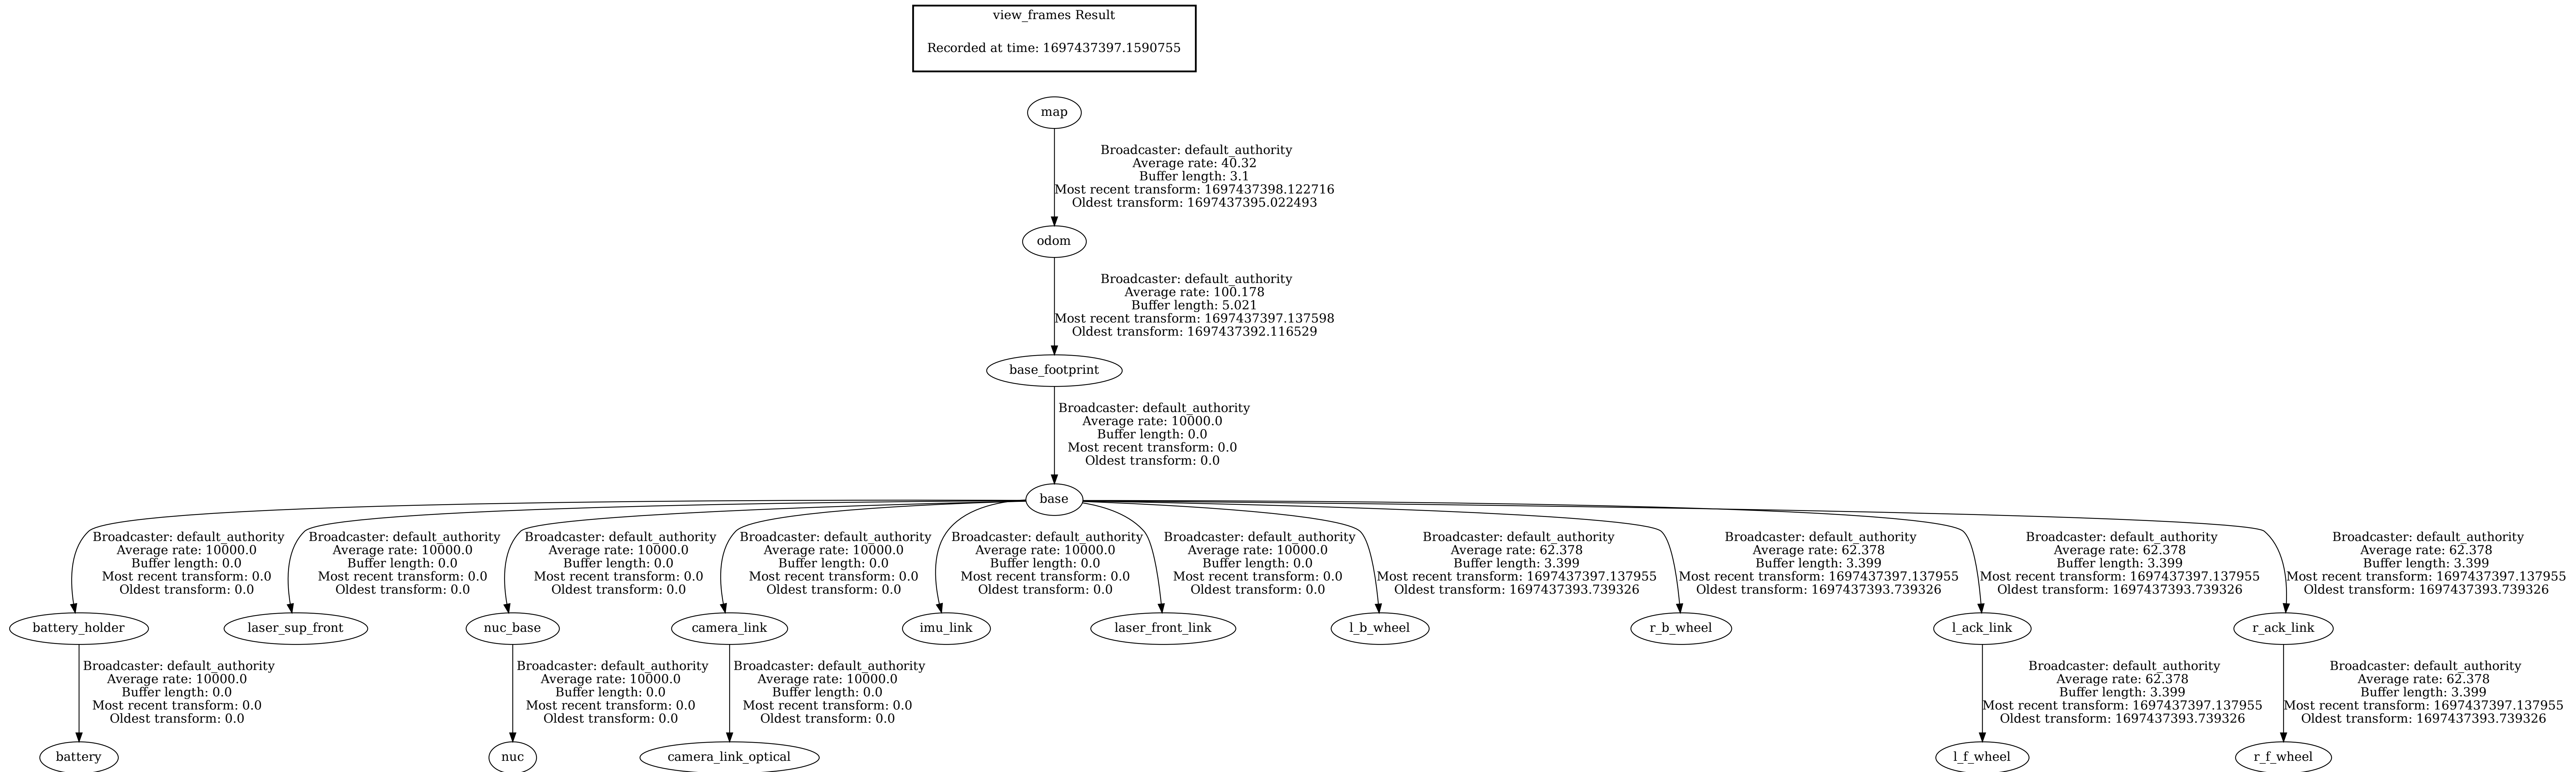 view_frames Result
Recorded at time: 1697437397.1590755
map
Broadcaster: default_authority
Average rate: 40.32
Buffer length: 3.1
Most recent transform: 1697437398.122716
Oldest transform: 1697437395.022493
odom
Broadcaster: default_authority
Average rate: 100.178
Buffer length: 5.021
Most recent transform: 1697437397.137598
Oldest transform: 1697437392.116529
base_footprint
Broadcaster: default_authority
Average rate: 10000.0
Buffer length: 0.0
Most recent transform: 0.0
Oldest transform: 0.0
base
Broadcaster: default_authority
Average rate: 10000.0
Buffer length: 0.0
Most recent transform: 0.0
Oldest transform: 0.0
Broadcaster: default_authority
Average rate: 10000.0
Buffer length: 0.0
Most recent transform: 0.0
Oldest transform: 0.0
Broadcaster: default_authority
Average rate: 10000.0
Buffer length: 0.0
Most recent transform: 0.0
Oldest transform: 0.0
Broadcaster: default_authority
Average rate: 10000.0
Buffer length: 0.0
Most recent transform: 0.0
Oldest transform: 0.0
Broadcaster: default_authority
Average rate: 10000.0
Buffer length: 0.0
Most recent transform: 0.0
Oldest transform: 0.0
Broadcaster: default_authority
Average rate: 10000.0
Buffer length: 0.0
Most recent transform: 0.0
Oldest transform: 0.0
Broadcaster: default_authority
Average rate: 62.378
Buffer length: 3.399
Most recent transform: 1697437397.137955
Oldest transform: 1697437393.739326
Broadcaster: default_authority
Average rate: 62.378
Buffer length: 3.399
Most recent transform: 1697437397.137955
Oldest transform: 1697437393.739326
Broadcaster: default_authority
Average rate: 62.378
Buffer length: 3.399
Most recent transform: 1697437397.137955
Oldest transform: 1697437393.739326
Broadcaster: default_authority
Average rate: 62.378
Buffer length: 3.399
Most recent transform: 1697437397.137955
Oldest transform: 1697437393.739326
battery_holder
laser_sup_front
nuc_base
camera_link
imu_link
laser_front_link
l_b_wheel
r_b_wheel
l_ack_link
r_ack_link
Broadcaster: default_authority
Average rate: 10000.0
Buffer length: 0.0
Most recent transform: 0.0
Oldest transform: 0.0
Broadcaster: default_authority
Average rate: 10000.0
Buffer length: 0.0
Most recent transform: 0.0
Oldest transform: 0.0
Broadcaster: default_authority
Average rate: 10000.0
Buffer length: 0.0
Most recent transform: 0.0
Oldest transform: 0.0
Broadcaster: default_authority
Average rate: 62.378
Buffer length: 3.399
Most recent transform: 1697437397.137955
Oldest transform: 1697437393.739326
Broadcaster: default_authority
Average rate: 62.378
Buffer length: 3.399
Most recent transform: 1697437397.137955
Oldest transform: 1697437393.739326
battery
nuc
camera_link_optical
l_f_wheel
r_f_wheel